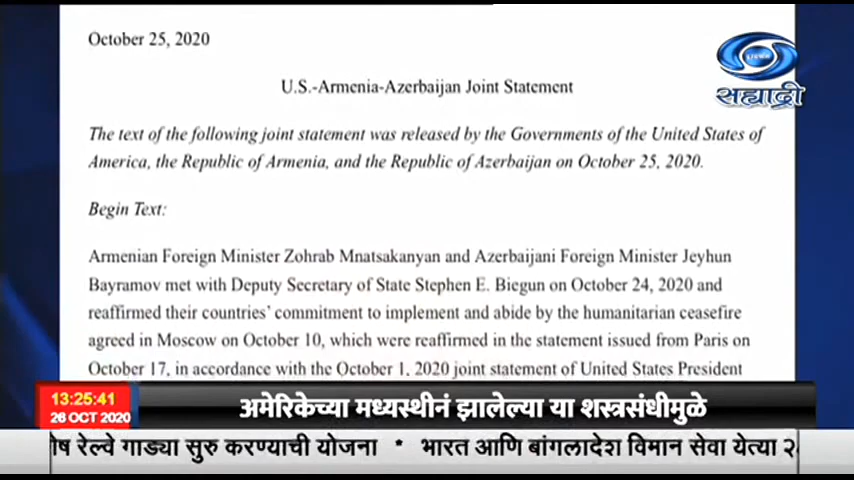 October 25, 2020
सह्याद्री
U.S.-Armenia-Azerbaijan Joint Statement
The text of the following joint statement was released by the Governments of the United States of
America, the Republic of Armenia, and the Republic of Azerbaijan on October 25, 2020.
Begin Text:
Armenian Foreign Minister Zohrab Mnatsakanyan and Azerbaijani Foreign Minister Jeyhun
Bayramov met with Deputy Secretary of State Stephen E. Biegun on October 24, 2020 and
reaffirmed their countries' commitment to implement and abide by the humanitarian ceasefire
agreed in Moscow on October 10, which were reaffirmed in the statement issued from Paris on
October 17, in accordance with the October 1, 2020 joint statement of United States President
13:25:41
26 OCT 2020
अमेरिकेच्या मध्यस्थीनं झालेल्या या शस्त्रसंधीमुळे
रेल्वे गाड्या सुरु करण्याची योजना * भारत आणि बांगलादेश विमान सेवा येत्या